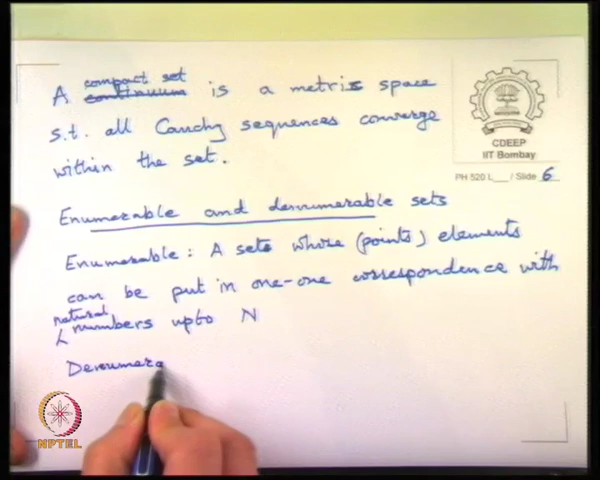 A compact set continuum is a metric space
s.t. all Cauchy sequences converge
within the set.
CDEEP
IIT Bombay
PH 520 L___ / Slide 6
Enumerable and denumerable sets
Enumerable: A sets whose (points) elements
can be put in one-one correspondence with
natural numbers upto N
Denumera
NPTEL